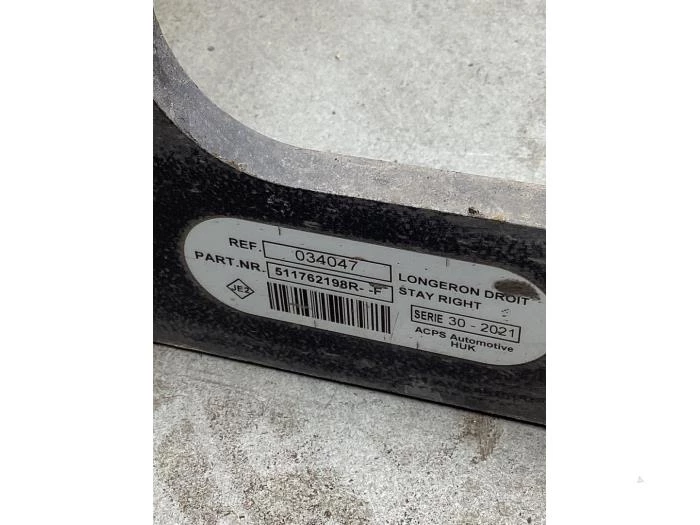 REF. 034047
PART.NR. 511762198R- -F
JEZ
LONGERON DROIT
STAY RIGHT
SERIE 30 - 2021
ACPS Automotive
HUK